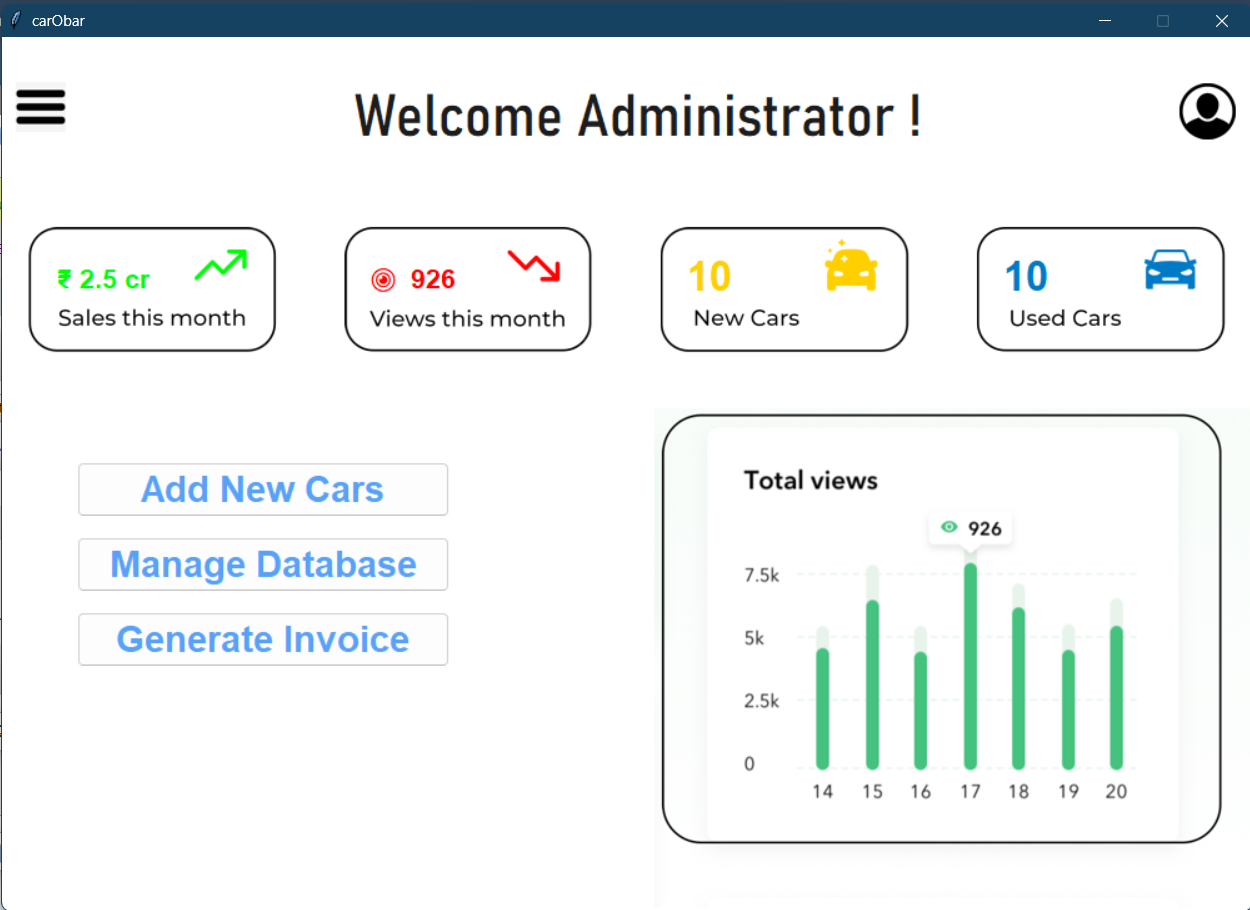 carObar
Welcome Administrator !
₹ 2.5 cr
Sales this month
926
Views this month
10
New Cars
10
Used Cars
Add New Cars
Manage Database
Generate Invoice
Total views
926
7.5k
5k
2.5k
0
14 15 16 17 18 19 20